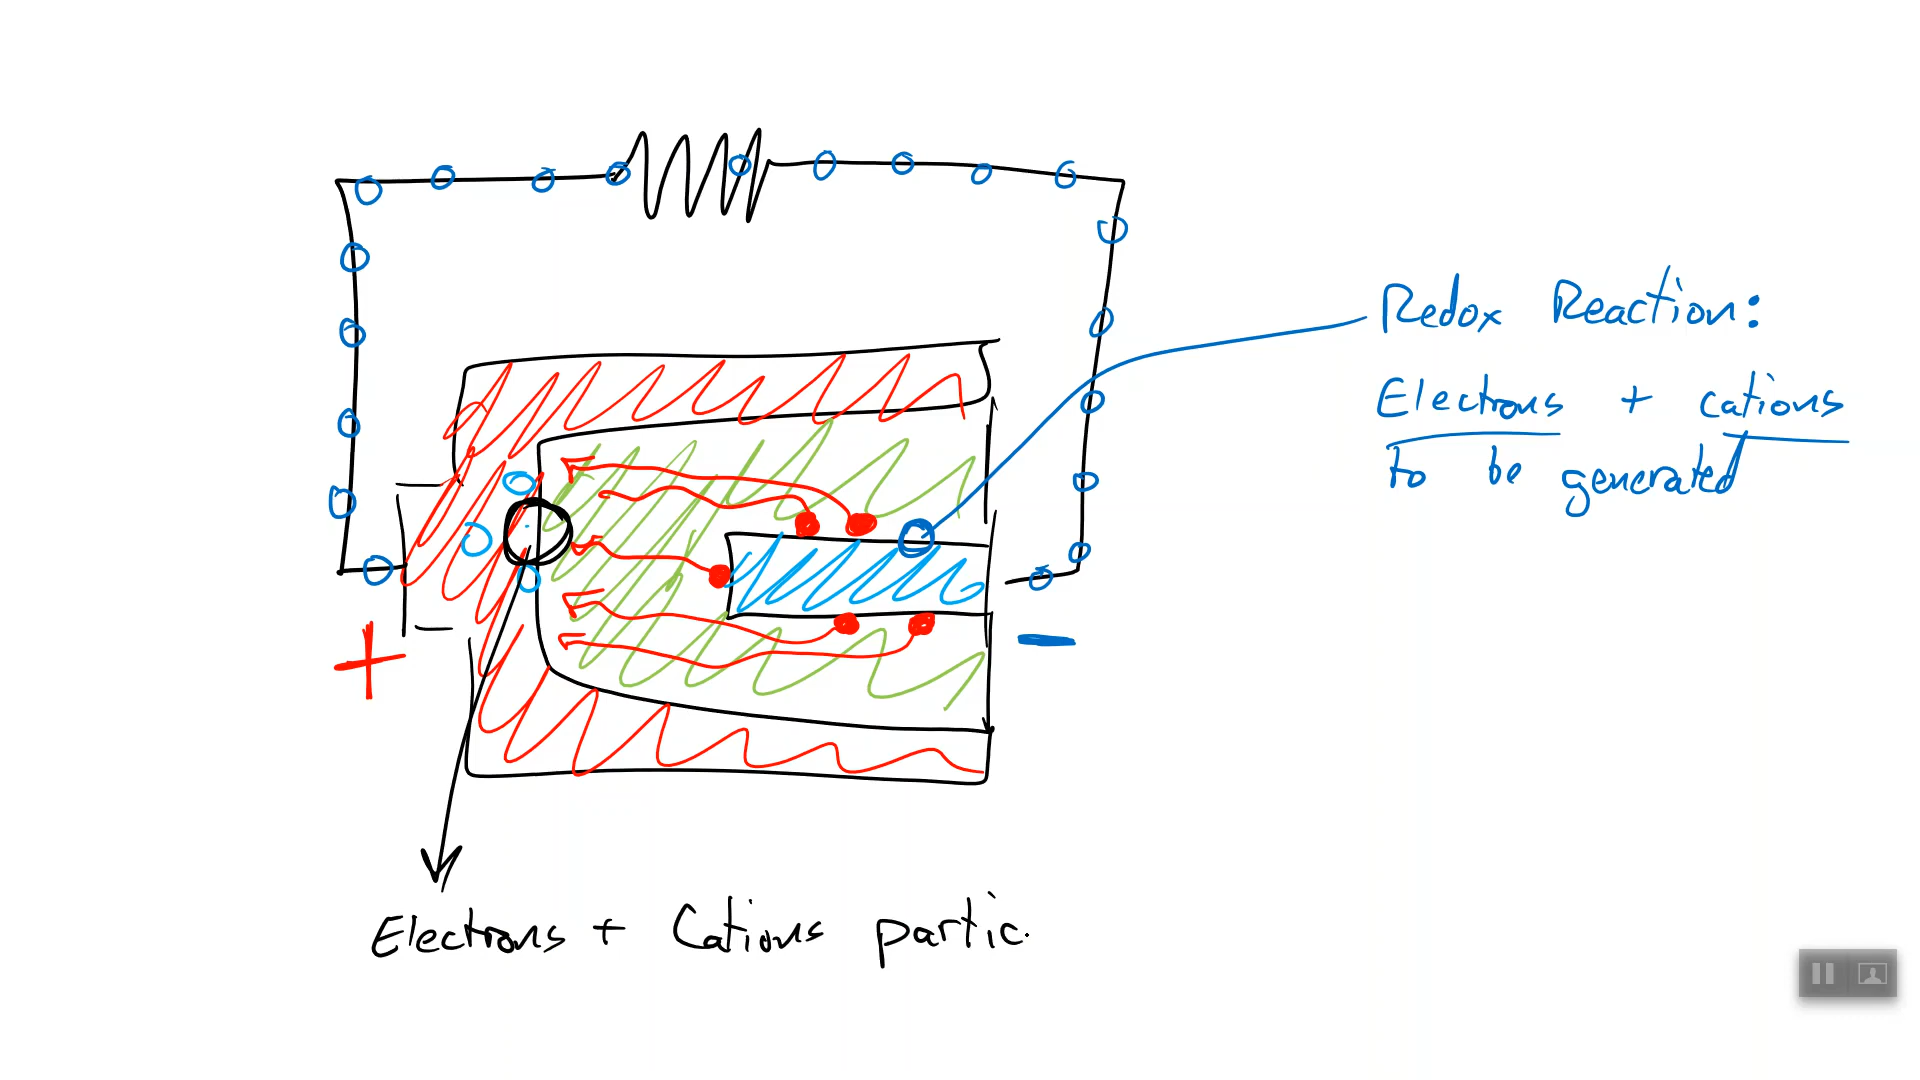 Redox Reaction:
Electrons + cations
to be generated
+
-
Electrons + Cations partic